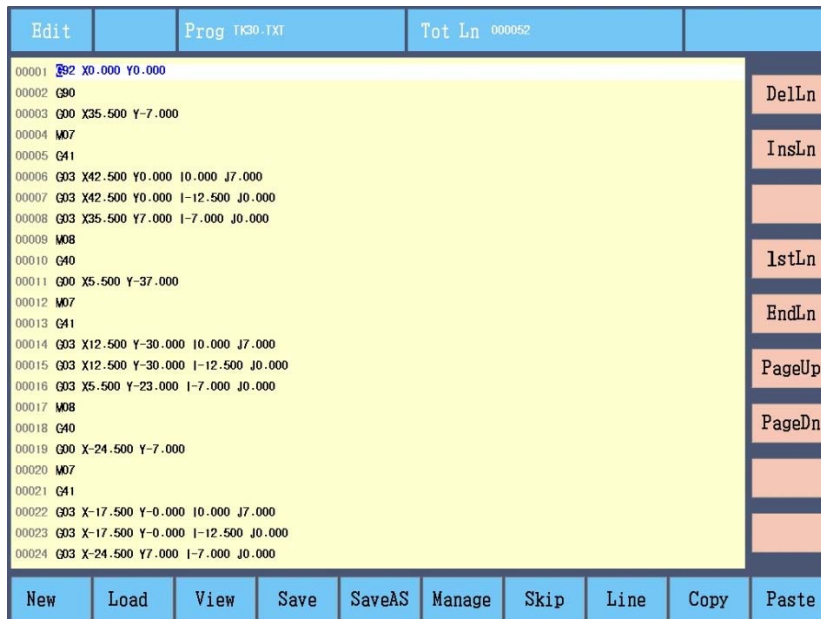 Edit Prog TK30.TXT Tot Ln 000052
00001 G92 X0.000 Y0.000
00002 G90
00003 G00 X35.500 Y-7.000
00004 M07
00005 G41
00006 G03 X42.500 Y0.000 I0.000 J7.000
00007 G03 X42.500 Y0.000 I-12.500 J0.000
00008 G03 X35.500 Y7.000 I-7.000 J0.000
00009 M08
00010 G40
00011 G00 X5.500 Y-37.000
00012 M07
00013 G41
00014 G03 X12.500 Y-30.000 I0.000 J7.000
00015 G03 X12.500 Y-30.000 I-12.500 J0.000
00016 G03 X5.500 Y-23.000 I-7.000 J0.000
00017 M08
00018 G40
00019 G00 X-24.500 Y-7.000
00020 M07
00021 G41
00022 G03 X-17.500 Y-0.000 I0.000 J7.000
00023 G03 X-17.500 Y-0.000 I-12.500 J0.000
00024 G03 X-24.500 Y7.000 I-7.000 J0.000
DelLn
InsLn
1stLn
EndLn
PageUp
PageDn
New Load View Save SaveAS Manage Skip Line Copy Paste